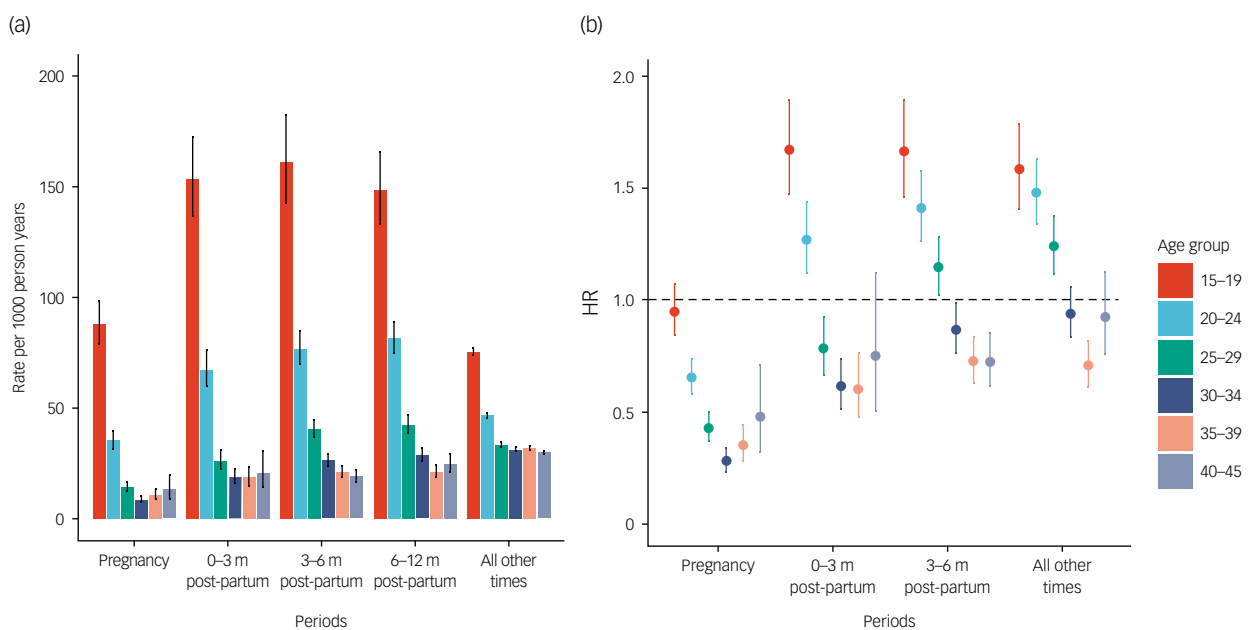 (a)
Rate per 1000 person years
200
150
100
50
0
Pregnancy
0–3 m
post-partum
3–6 m
post-partum
6–12 m
post-partum
All other
times
Periods
(b)
HR
2.0
1.5
1.0
0.5
0
Pregnancy
0–3 m
post-partum
3–6 m
post-partum
All other
times
Periods
Age group
15–19
20–24
25–29
30–34
35–39
40–45